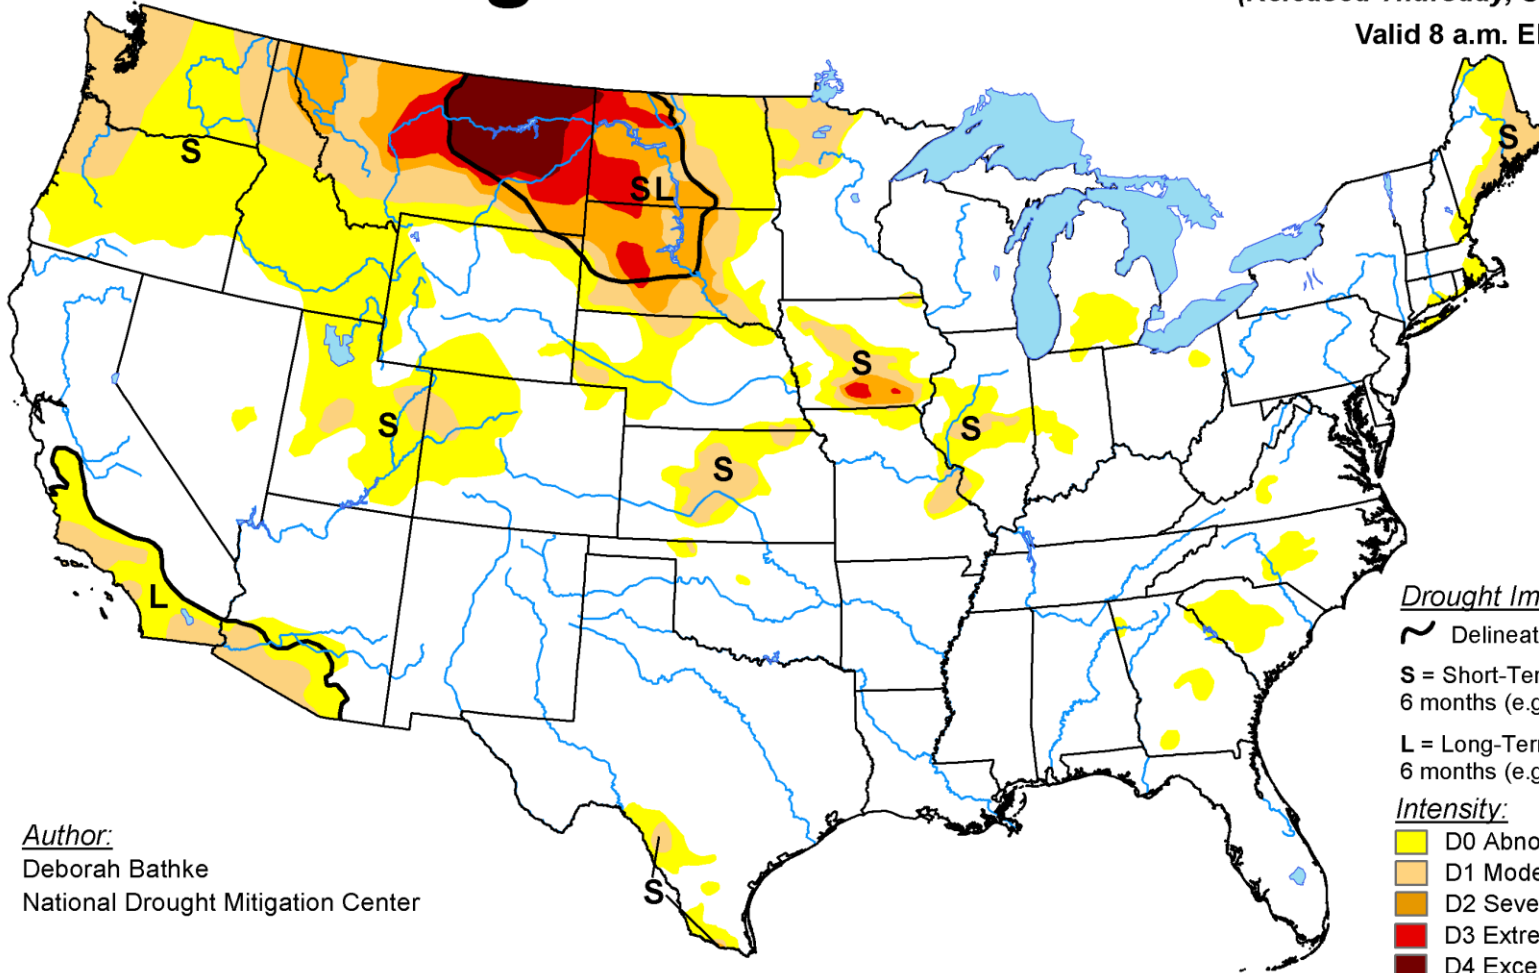 Valid 8 a.m.
S
S
SL
S
S
S
S
L
S
Drought
Delineat
S = Short-Ter
6 months (e.g
L = Long-Ter
6 months (e.g
Intensity:
D0 Abno
D1 Mode
D2 Seve
D3 Extre
D4 Exce
Author:
Deborah Bathke
National Drought Mitigation Center